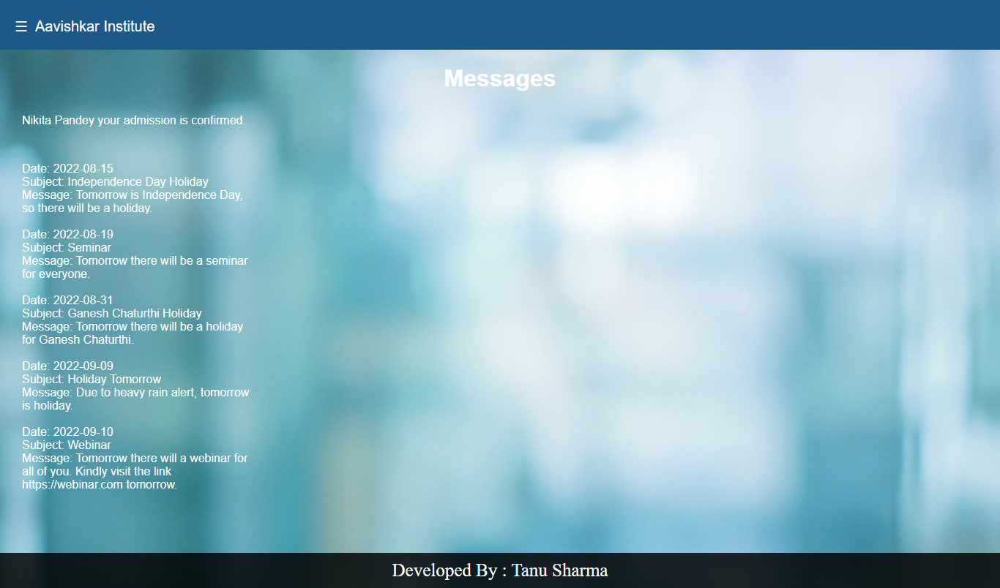 ☰ Aavishkar Institute
Messages
Nikita Pandey your admission is confirmed.
Date: 2022-08-15
Subject: Independence Day Holiday
Message: Tomorrow is Independence Day,
so there will be a holiday.
Date: 2022-08-19
Subject: Seminar
Message: Tomorrow there will be a seminar
for everyone.
Date: 2022-08-31
Subject: Ganesh Chaturthi Holiday
Message: Tomorrow there will be a holiday
for Ganesh Chaturthi.
Date: 2022-09-09
Subject: Holiday Tomorrow
Message: Due to heavy rain alert, tomorrow
is holiday.
Date: 2022-09-10
Subject: Webinar
Message: Tomorrow there will a webinar for
all of you. Kindly visit the link
https://webinar.com tomorrow.
Developed By : Tanu Sharma